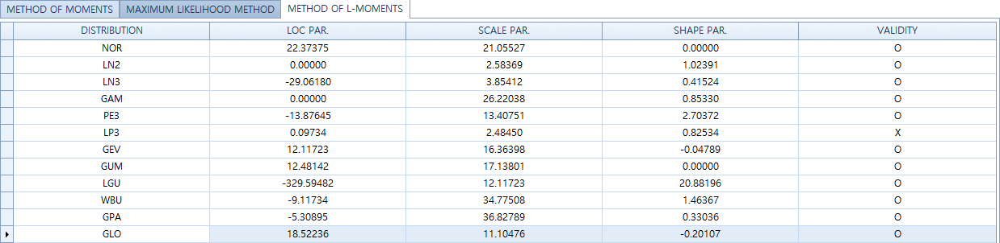 METHOD OF MOMENTS MAXIMUM LIKELIHOOD METHOD METHOD OF L-MOMENTS
DISTRIBUTION LOC PAR. SCALE PAR. SHAPE PAR. VALIDITY
NOR 22.37375 21.05527 0.00000 O
LN2 0.00000 2.58369 1.02391 O
LN3 -29.06180 3.85412 0.41524 O
GAM 0.00000 26.22038 0.85330 O
PE3 -13.87645 13.40751 2.70372 O
LP3 0.09734 2.48450 0.82534 X
GEV 12.11723 16.36398 -0.04789 O
GUM 12.48142 17.13801 0.00000 O
LGU -329.59482 12.11723 20.88196 O
WBU -9.11734 34.77508 1.46367 O
GPA -5.30895 36.82789 0.33036 O
GLO 18.52236 11.10476 -0.20107 O